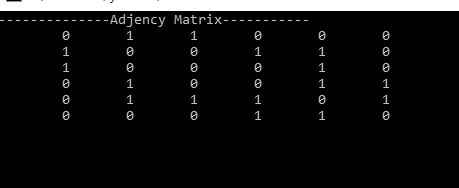 --------------Adjency Matrix-----------
0 1 1 0 0 0
1 0 0 1 1 0
1 0 0 0 1 0
0 1 0 0 1 1
0 1 1 1 0 1
0 0 0 1 1 0